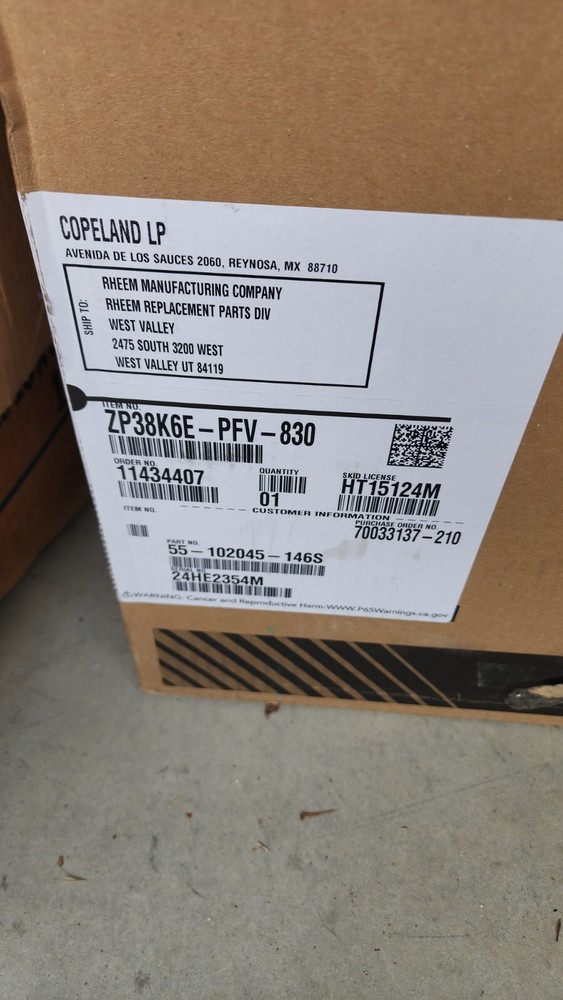 COPELAND LP
AVENIDA DE LOS SAUCES 2060, REYNOSA, MX 88710
SHIP TO:
RHEEM MANUFACTURING COMPANY
RHEEM REPLACEMENT PARTS DIV
WEST VALLEY
2475 SOUTH 3200 WEST
WEST VALLEY UT 84119
ITEM NO.
ZP38K6E-PFV-830
ORDER NO.
11434407
QUANTITY
01
SKID LICENSE
HT15124M
CUSTOMER INFORMATION
ITEM NO.
PURCHASE ORDER NO.
70033137-210
PART NO.
55-102045-146S
SERIAL NO.
24HE2354M
⚠WARNING: Cancer and Reproductive Harm-WWW.P65Warnings.ca.gov